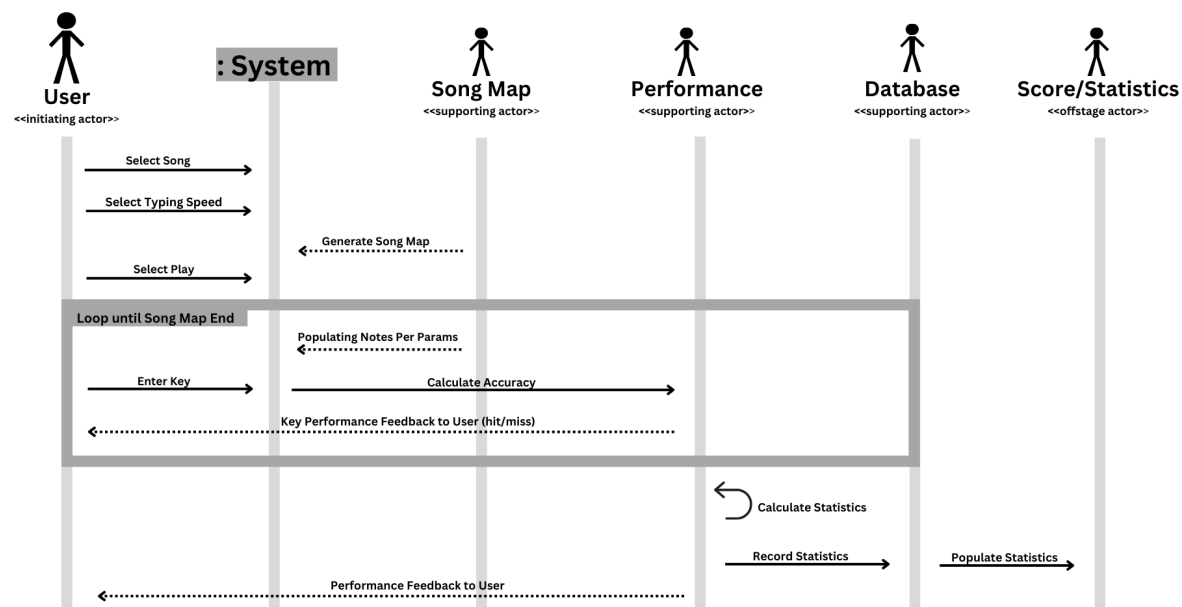 User
<<initiating actor>>
: System
Song Map
<<supporting actor>>
Performance
<<supporting actor>>
Database
<<supporting actor>>
Score/Statistics
<<offstage actor>>
Select Song
Select Typing Speed
Generate Song Map
Select Play
Loop until Song Map End
Populating Notes Per Params
Enter Key
Calculate Accuracy
Key Performance Feedback to User (hit/miss)
Calculate Statistics
Record Statistics
Populate Statistics
Performance Feedback to User